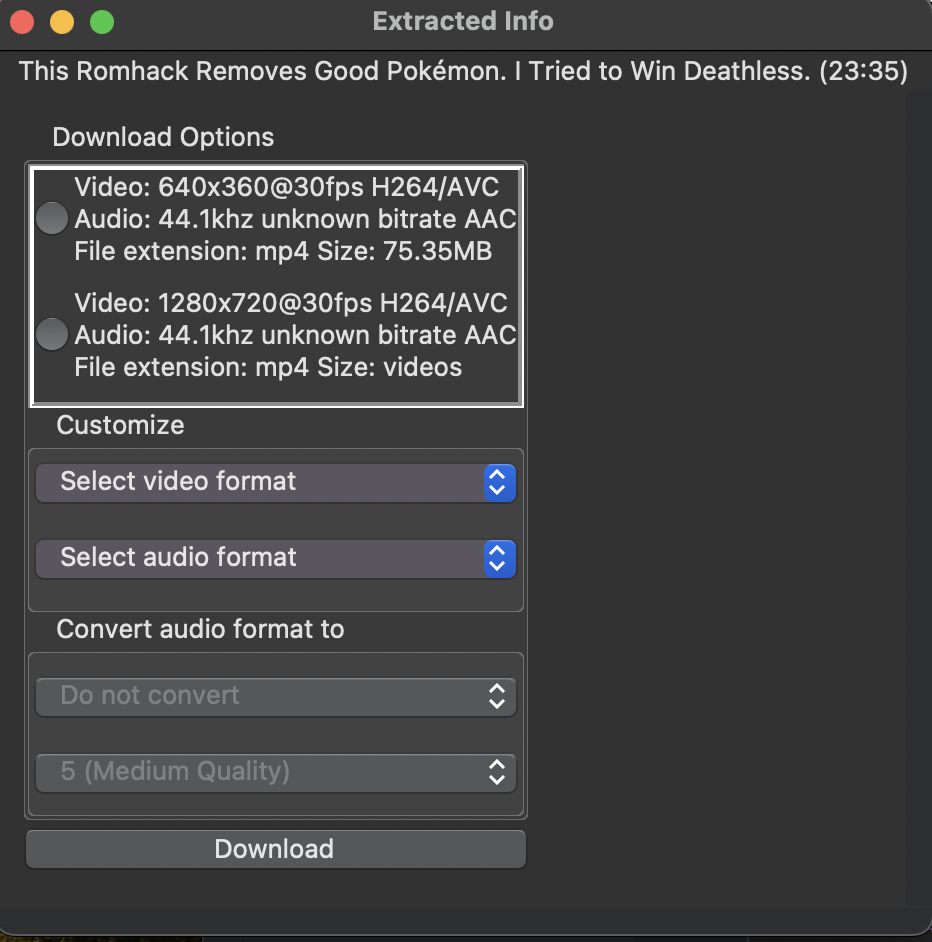 Extracted Info
This Romhack Removes Good Pokémon. I Tried to Win Deathless. (23:35)
Download Options
Video: 640x360@30fps H264/AVC
Audio: 44.1khz unknown bitrate AAC
File extension: mp4 Size: 75.35MB
Video: 1280x720@30fps H264/AVC
Audio: 44.1khz unknown bitrate AAC
File extension: mp4 Size: videos
Customize
Select video format
Select audio format
Convert audio format to
Do not convert
5 (Medium Quality)
Download